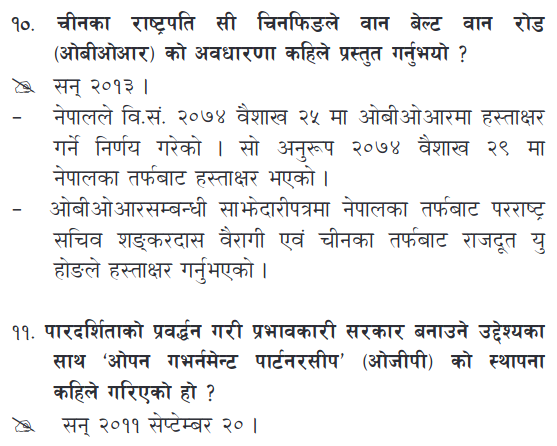 १०. चीनका राष्ट्रपति सी चिनफिङले वान बेल्ट वान रोड
(ओबीओआर) को अवधारणा कहिले प्रस्तुत गर्नुभयो ?
सन् २०१३ ।
- नेपालले वि.सं. २०७४ वैशाख २५ मा ओबीओआरमा हस्ताक्षर
गर्ने निर्णय गरेको । सो अनुरूप २०७४ वैशाख २९ मा
नेपालका तर्फबाट हस्ताक्षर भएको ।
- ओबीओआरसम्बन्धी साझेदारीपत्रमा नेपालका तर्फबाट परराष्ट्र
सचिव शङ्करदास वैरागी एवं चीनका तर्फबाट राजदूत यु
होङले हस्ताक्षर गर्नुभएको ।
११. पारदर्शिताको प्रवर्द्धन गरी प्रभावकारी सरकार बनाउने उद्देश्यका
साथ ‘ओपन गभर्नमेन्ट पार्टनरसीप’ (ओजीपी) को स्थापना
कहिले गरिएको हो ?
सन् २०११ सेप्टेम्बर २० ।